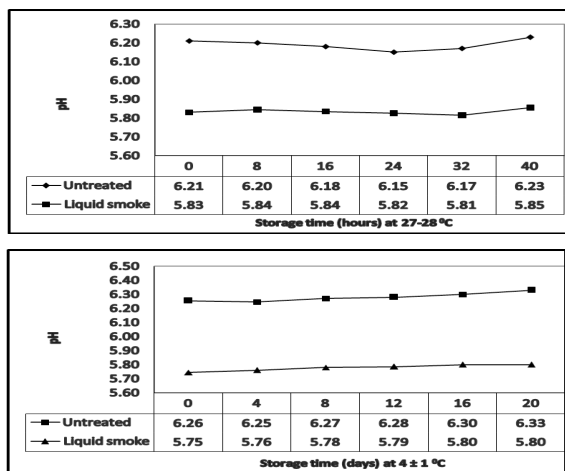 6.30
6.20
6.10
6.00
5.90
5.80
5.70
5.60
pH
0 8 16 24 32 40
Untreated 6.21 6.20 6.18 6.15 6.17 6.23
Liquid smoke 5.83 5.84 5.84 5.82 5.81 5.85
Storage time (hours) at 27-28 ⁰C
6.50
6.40
6.30
6.20
6.10
6.00
5.90
5.80
5.70
5.60
pH
0 4 8 12 16 20
Untreated 6.26 6.25 6.27 6.28 6.30 6.33
Liquid smoke 5.75 5.76 5.78 5.79 5.80 5.80
Storage time (days) at 4 ± 1 ⁰C